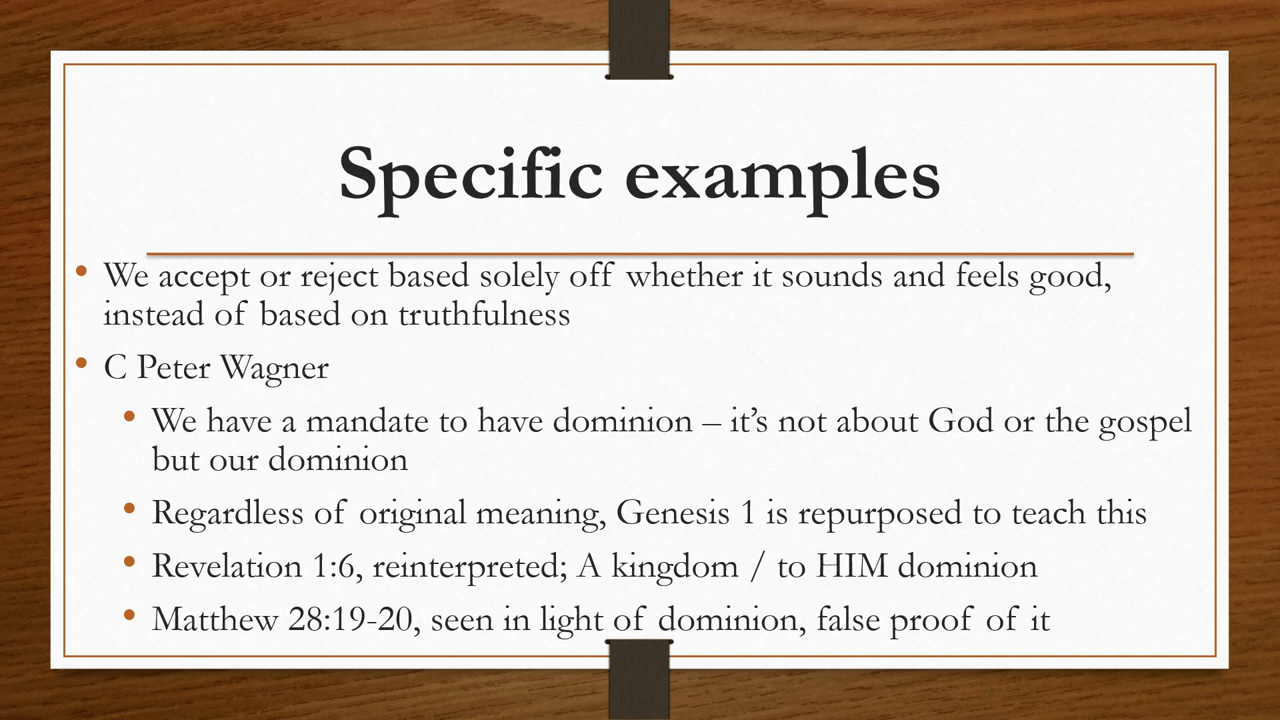 Specific examples
• We accept or reject based solely off whether it sounds and feels good,
instead of based on truthfulness
• C Peter Wagner
• We have a mandate to have dominion – it’s not about God or the gospel
but our dominion
• Regardless of original meaning, Genesis 1 is repurposed to teach this
• Revelation 1:6, reinterpreted; A kingdom / to HIM dominion
• Matthew 28:19-20, seen in light of dominion, false proof of it